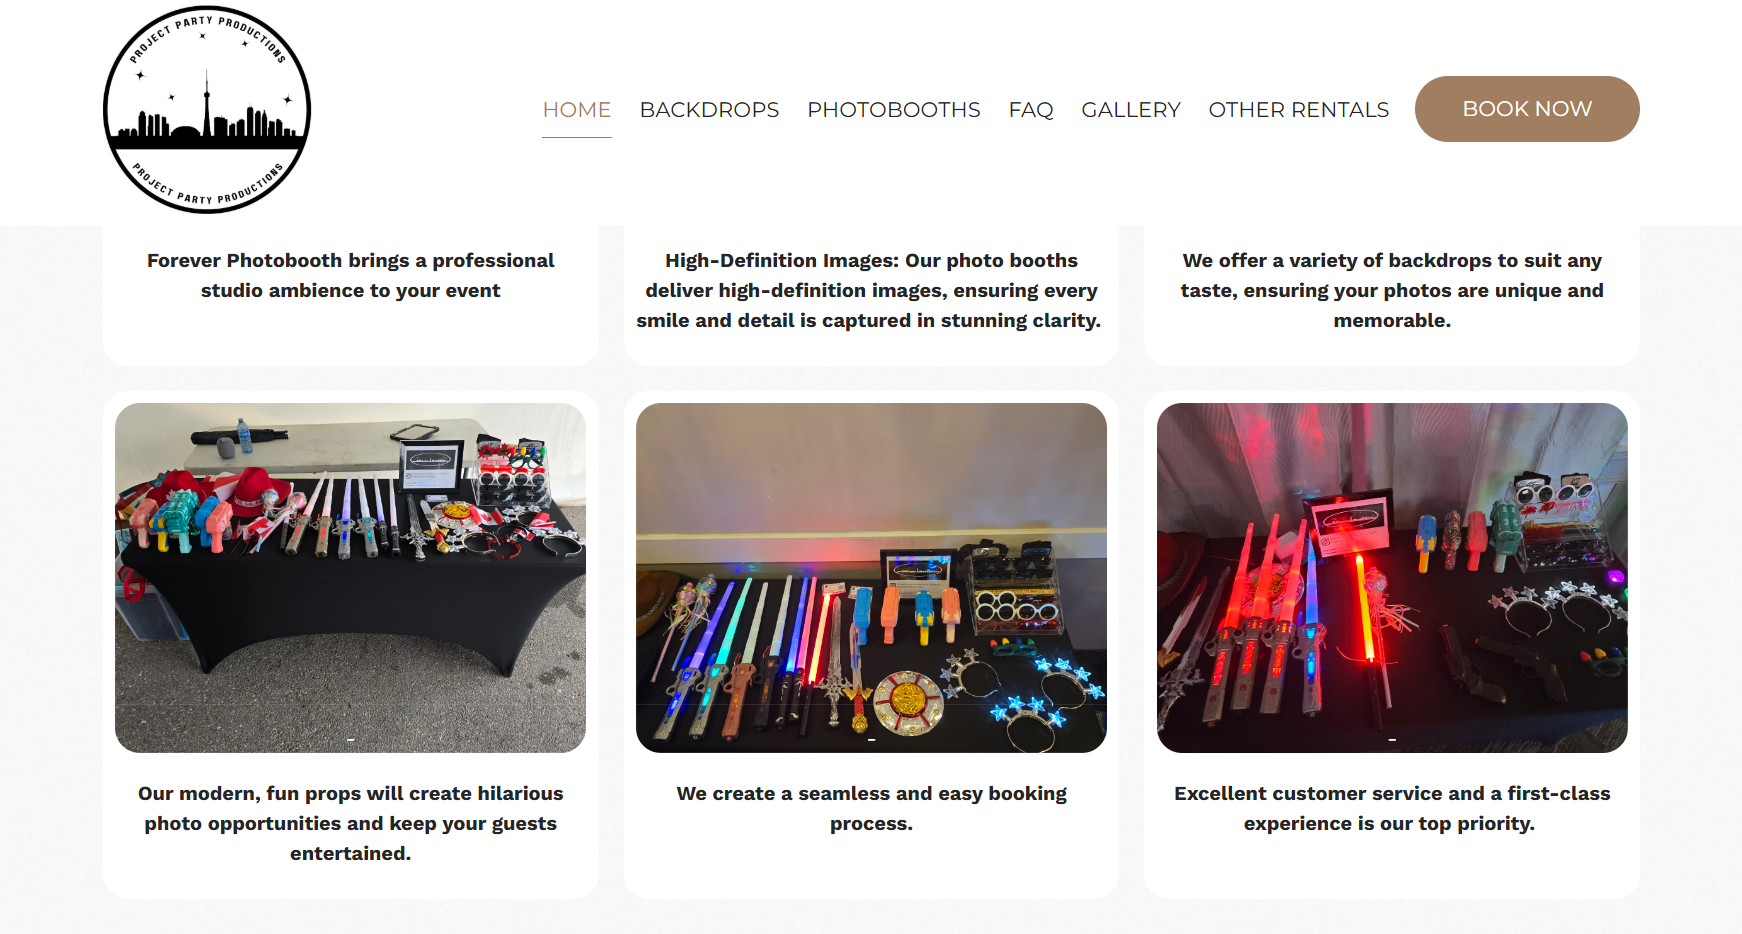 PROJECT PARTY PRODUCTIONS
PROJECT PARTY PRODUCTIONS
HOME BACKDROPS PHOTOBOOTHS FAQ GALLERY OTHER RENTALS BOOK NOW
Forever Photobooth brings a professional
studio ambience to your event
High-Definition Images: Our photo booths
deliver high-definition images, ensuring every
smile and detail is captured in stunning clarity.
We offer a variety of backdrops to suit any
taste, ensuring your photos are unique and
memorable.
Our modern, fun props will create hilarious
photo opportunities and keep your guests
entertained.
We create a seamless and easy booking
process.
Excellent customer service and a first-class
experience is our top priority.